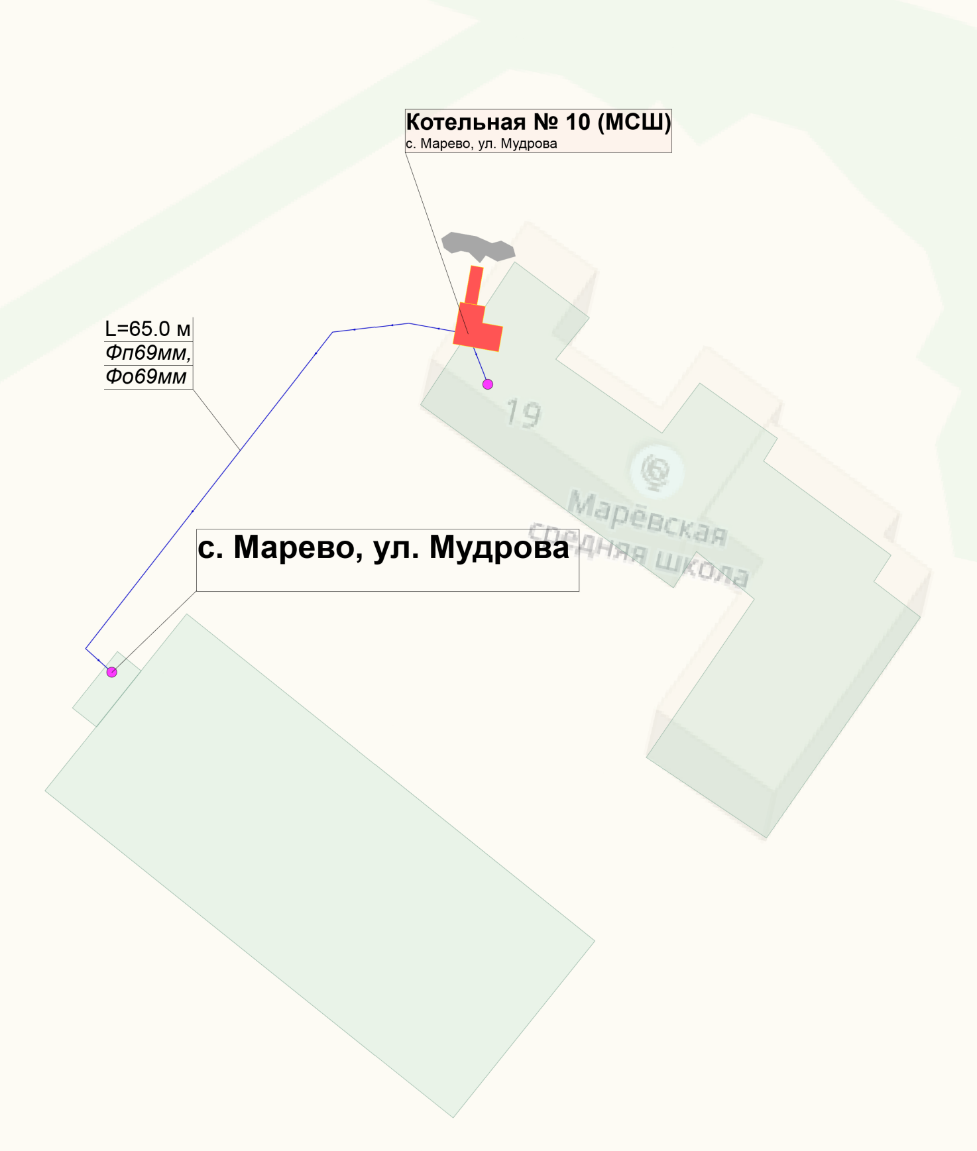 Котельная № 10 (МСШ)
с. Марево, ул. Мудрова
L=65.0 м
Фп69мм,
Фо69мм
19
Марёвская
средняя школа
с. Марево, ул. Мудрова